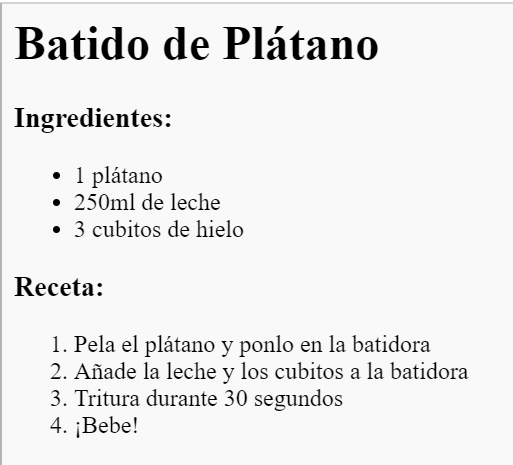 Batido de Plátano
Ingredientes:
• 1 plátano
• 250ml de leche
• 3 cubitos de hielo
Receta:
1. Pela el plátano y ponlo en la batidora
2. Añade la leche y los cubitos a la batidora
3. Tritura durante 30 segundos
4. ¡Bebe!